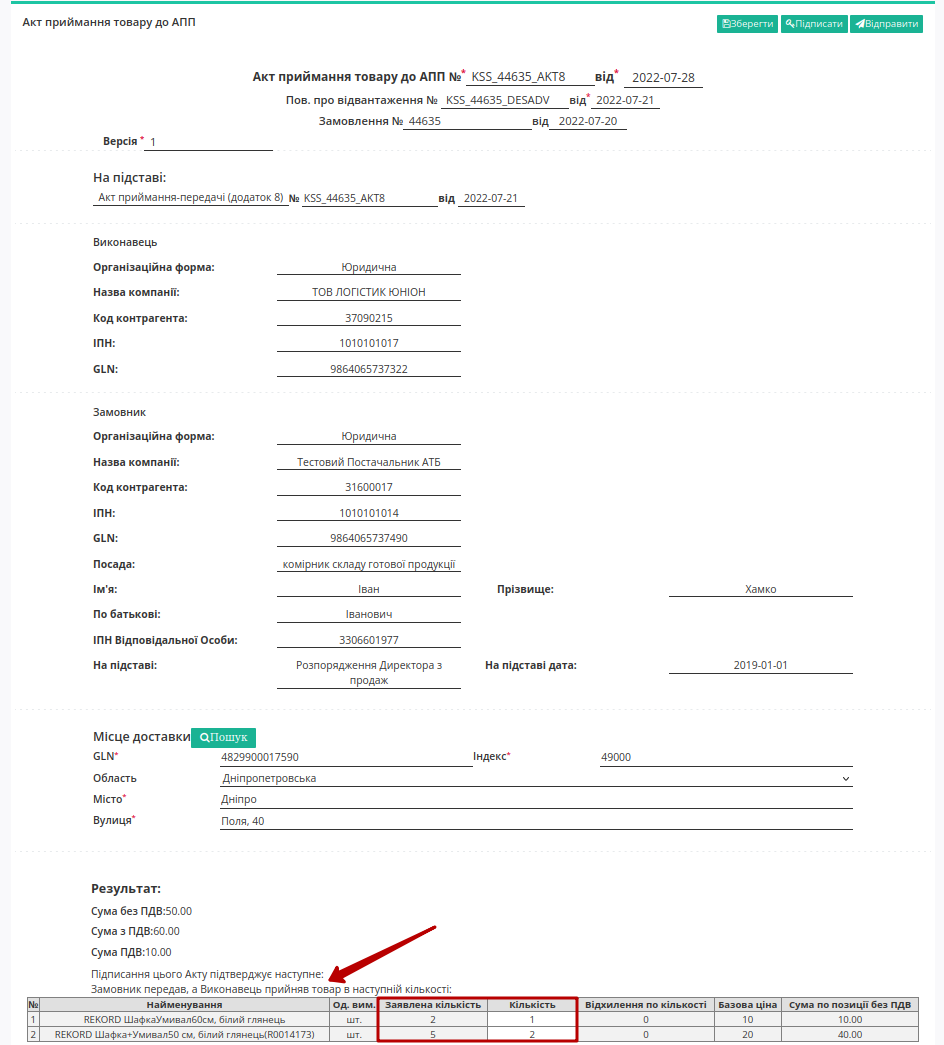 Акт приймання товару до АПП
Зберегти Підписати Відправити
Акт приймання товару до АПП №* KSS_44635_AKT8 від* 2022-07-28
Пов. про відвантаження № KSS_44635_DESADV від* 2022-07-21
Замовлення № 44635 від 2022-07-20
Версія * 1
На підставі:
Акт приймання-передачі (додаток 8) № KSS_44635_AKT8 від 2022-07-21
Виконавець
Організаційна форма: Юридична
Назва компанії: ТОВ ЛОГІСТИК ЮНІОН
Код контрагента: 37090215
ІПН: 1010101017
GLN: 9864065737322
Замовник
Організаційна форма: Юридична
Назва компанії: Тестовий Постачальник АТБ
Код контрагента: 31600017
ІПН: 1010101014
GLN: 9864065737490
Посада: комірник складу готової продукції
Ім'я: Іван Прізвище: Хамко
По батькові: Іванович
ІПН Відповідальної Особи: 3306601977
На підставі: Розпорядження Директора з продаж На підставі дата: 2019-01-01
Місце доставки Пошук
GLN* 4829900017590 Індекс* 49000
Область Дніпропетровська
Місто* Дніпро
Вулиця* Поля, 40
Результат:
Сума без ПДВ:50.00
Сума з ПДВ:60.00
Сума ПДВ:10.00
Підписання цього Акту підтверджує наступне:
Замовник передав, а Виконавець прийняв товар в наступній кількості:
№ Найменування Од. вим. Заявлена кількість Кількість Відхилення по кількості Базова ціна Сума по позиції без ПДВ
1 REKORD ШафкаУмивал60см, білий глянець шт. 2 1 0 10 10.00
2 REKORD Шафка+Умивал50 см, білий глянець(R0014173) шт. 5 2 0 20 40.00